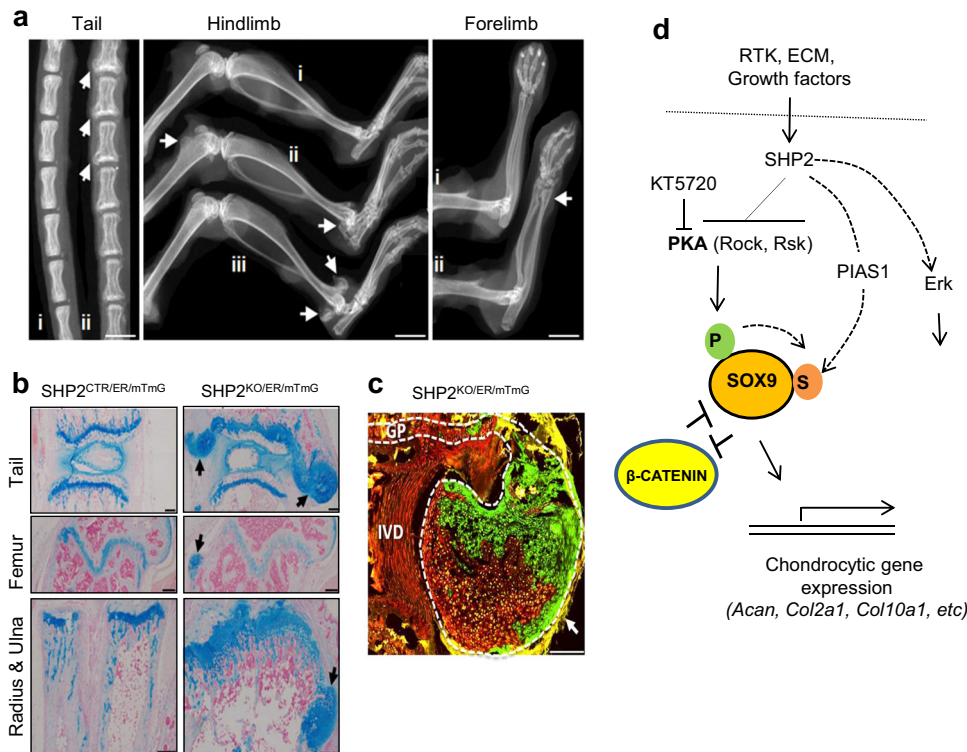 a
Tail
Hindlimb
Forelimb
i
ii
i
ii
iii
i
ii
b
SHP2CTR/ER/mTmG
SHP2KO/ER/mTmG
Tail
Femur
Radius & Ulna
c
SHP2KO/ER/mTmG
GP
IVD
d
RTK, ECM,
Growth factors
SHP2
KT5720
PKA (Rock, Rsk)
PIAS1
Erk
P
SOX9
S
β-CATENIN
Chondrocytic gene
expression
(Acan, Col2a1, Col10a1, etc)